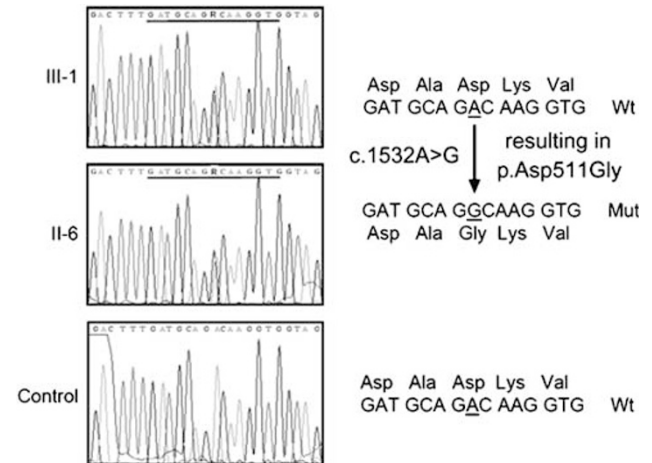 GACTTTGATGCAGRCAAGGTGGTAG
III-1
GACTTTGATGCAGRCAAGGTGGTAG
II-6
GACTTTGATGCAGACAAGGTGGTAG
Control
Asp Ala Asp Lys Val
GAT GCA GAC AAG GTG Wt
c.1532A>G
resulting in
p.Asp511Gly
GAT GCA GGCAAG GTG Mut
Asp Ala Gly Lys Val
Asp Ala Asp Lys Val
GAT GCA GAC AAG GTG Wt